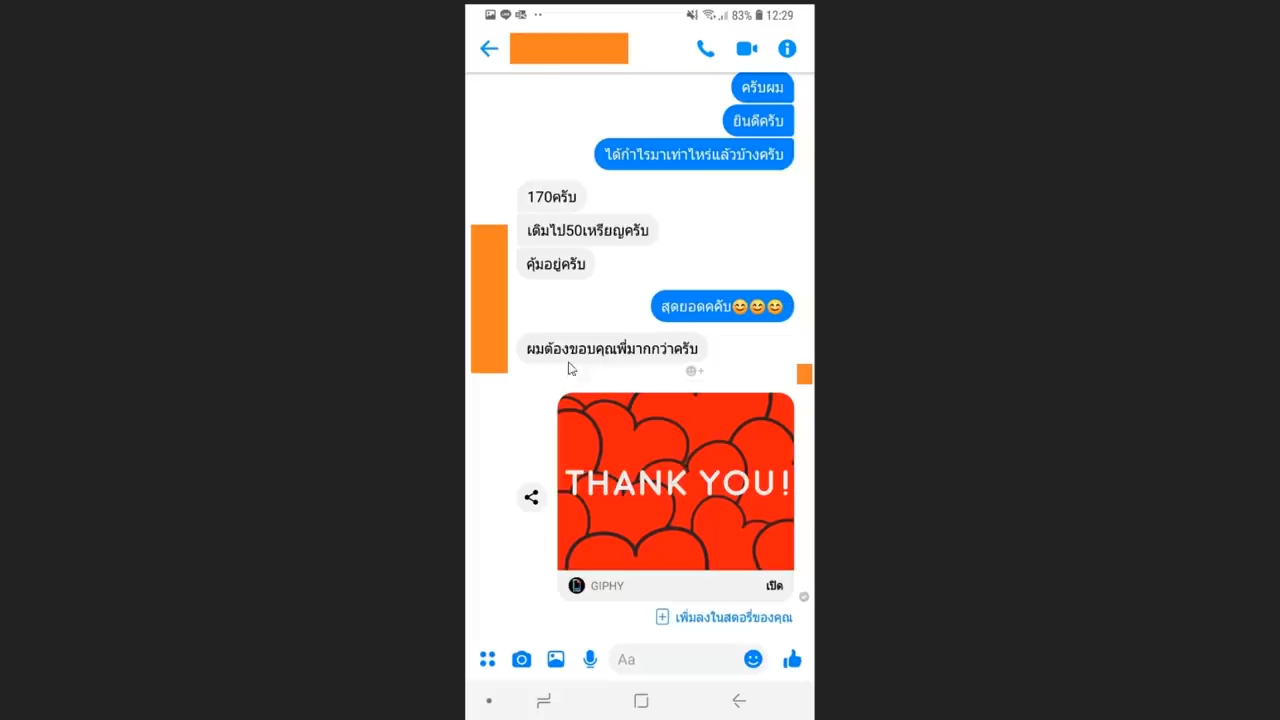 83% 12:29
ครับผม
ยินดีครับ
ได้กำไรมาเท่าไหร่แล้วบ้างครับ
170ครับ
เติมไป50เหรียญครับ
คุ้มอยู่ครับ
สุดยอดคคับ😊😊😊
ผมต้องขอบคุณพี่มากกว่าครับ
THANK YOU!
GIPHY เปิด
เพิ่มลงในสตอรี่ของคุณ
Aa